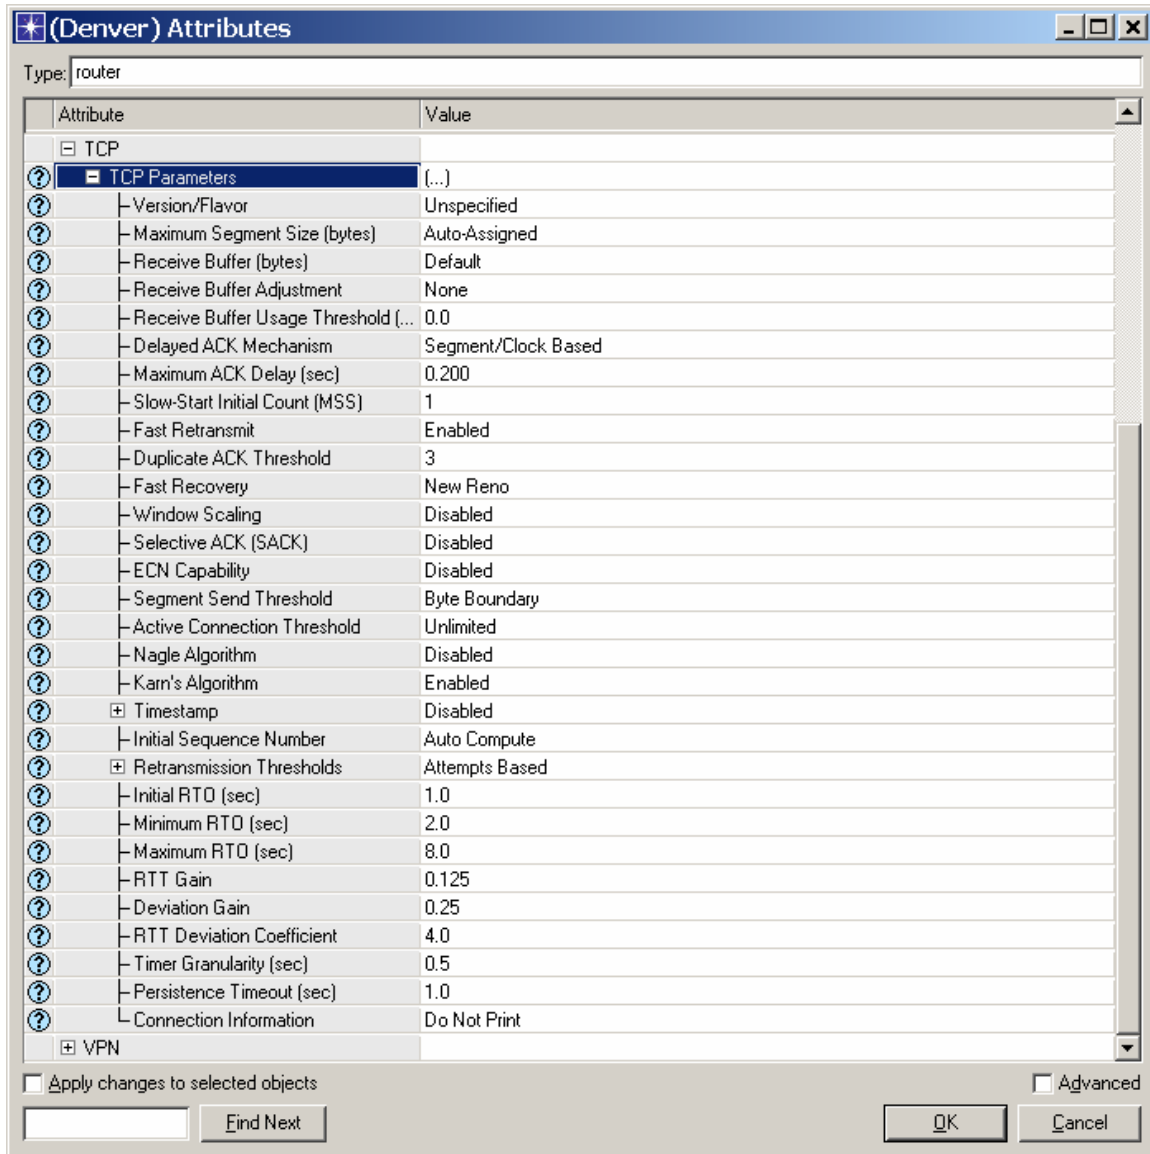 (Denver) Attributes
Type: router
Attribute Value
TCP
TCP Parameters (...)
Version/Flavor Unspecified
Maximum Segment Size (bytes) Auto-Assigned
Receive Buffer (bytes) Default
Receive Buffer Adjustment None
Receive Buffer Usage Threshold (... 0.0
Delayed ACK Mechanism Segment/Clock Based
Maximum ACK Delay (sec) 0.200
Slow-Start Initial Count (MSS) 1
Fast Retransmit Enabled
Duplicate ACK Threshold 3
Fast Recovery New Reno
Window Scaling Disabled
Selective ACK (SACK) Disabled
ECN Capability Disabled
Segment Send Threshold Byte Boundary
Active Connection Threshold Unlimited
Nagle Algorithm Disabled
Karn's Algorithm Enabled
Timestamp Disabled
Initial Sequence Number Auto Compute
Retransmission Thresholds Attempts Based
Initial RTO (sec) 1.0
Minimum RTO (sec) 2.0
Maximum RTO (sec) 8.0
RTT Gain 0.125
Deviation Gain 0.25
RTT Deviation Coefficient 4.0
Timer Granularity (sec) 0.5
Persistence Timeout (sec) 1.0
Connection Information Do Not Print
VPN
Apply changes to selected objects Advanced
Find Next OK Cancel